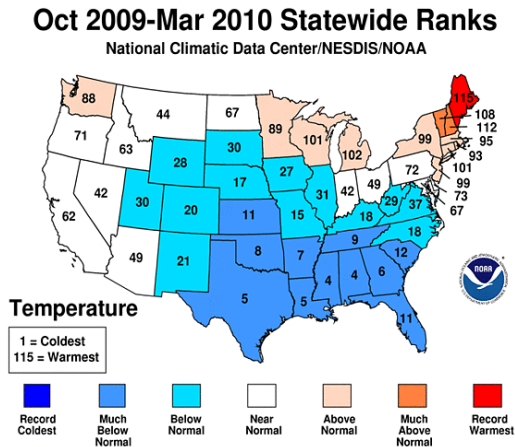 Oct 2009-Mar 2010 Statewide Ranks
National Climatic Data Center/NESDIS/NOAA
88
44
67
89
115
108
112
71
63
28
30
101
102
99
95
93
101
99
73
67
62
42
30
20
17
27
31
42
49
72
29
37
11
15
18
18
49
21
8
7
9
12
5
5
4
4
6
11
NOAA
Temperature
1 = Coldest
115 = Warmest
Record
Coldest
Much
Below
Normal
Below
Normal
Near
Normal
Above
Normal
Much
Above
Normal
Record
Warmest